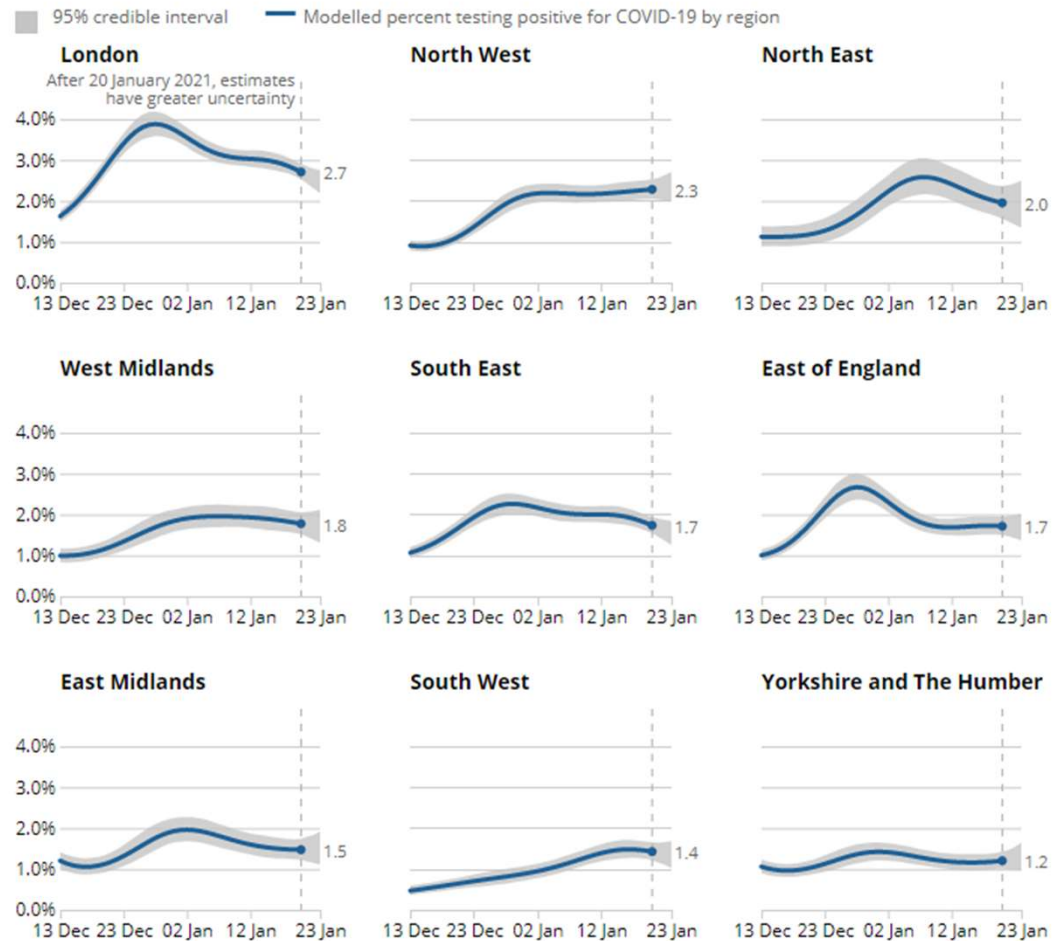 95% credible interval Modelled percent testing positive for COVID-19 by region
London North West North East
After 20 January 2021, estimates
have greater uncertainty
4.0%
3.0%
2.7
2.3
2.0%
2.0
1.0%
0.0%
13 Dec 23 Dec 02 Jan 12 Jan 23 Jan 13 Dec 23 Dec 02 Jan 12 Jan 23 Jan 13 Dec 23 Dec 02 Jan 12 Jan 23 Jan
West Midlands South East East of England
4.0%
3.0%
2.0%
1.8 1.7 1.7
1.0%
0.0%
13 Dec 23 Dec 02 Jan 12 Jan 23 Jan 13 Dec 23 Dec 02 Jan 12 Jan 23 Jan 13 Dec 23 Dec 02 Jan 12 Jan 23 Jan
East Midlands South West Yorkshire and The Humber
4.0%
3.0%
2.0%
1.5 1.4 1.2
1.0%
0.0%
13 Dec 23 Dec 02 Jan 12 Jan 23 Jan 13 Dec 23 Dec 02 Jan 12 Jan 23 Jan 13 Dec 23 Dec 02 Jan 12 Jan 23 Jan